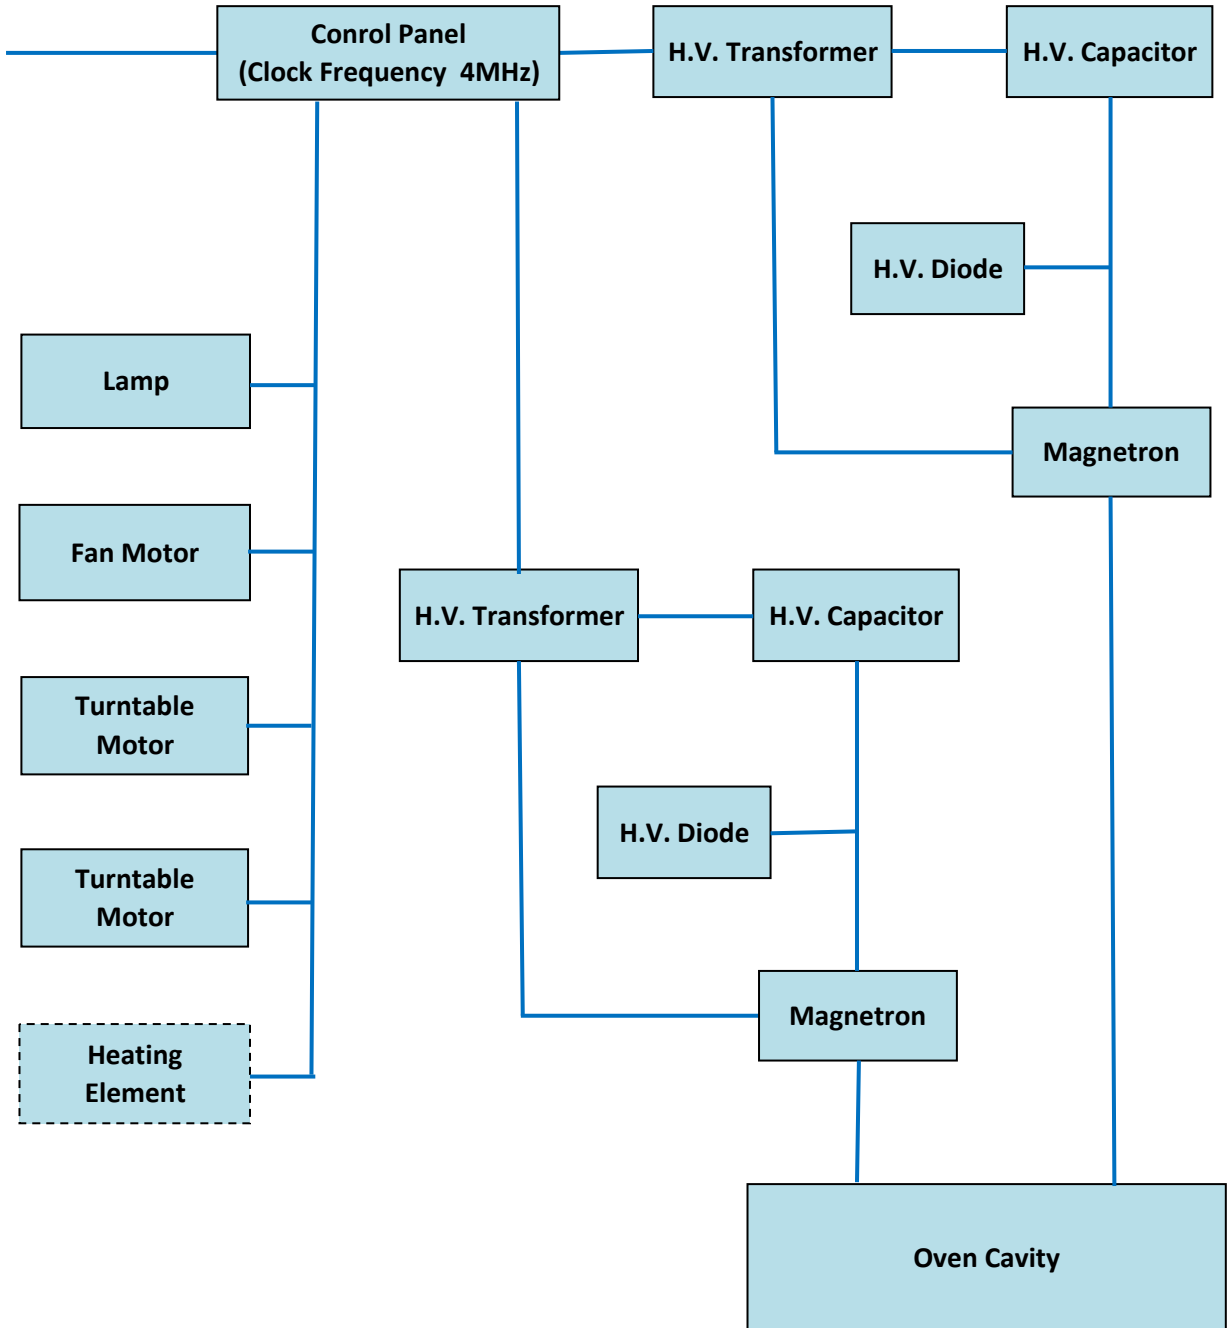 Conrol Panel
(Clock Frequency  4MHz)
H.V. Transformer
H.V. Capacitor
H.V. Diode
Lamp
Magnetron
Fan Motor
H.V. Transformer
H.V. Capacitor
Turntable
Motor
H.V. Diode
Turntable
Motor
Magnetron
Heating
Element
Oven Cavity